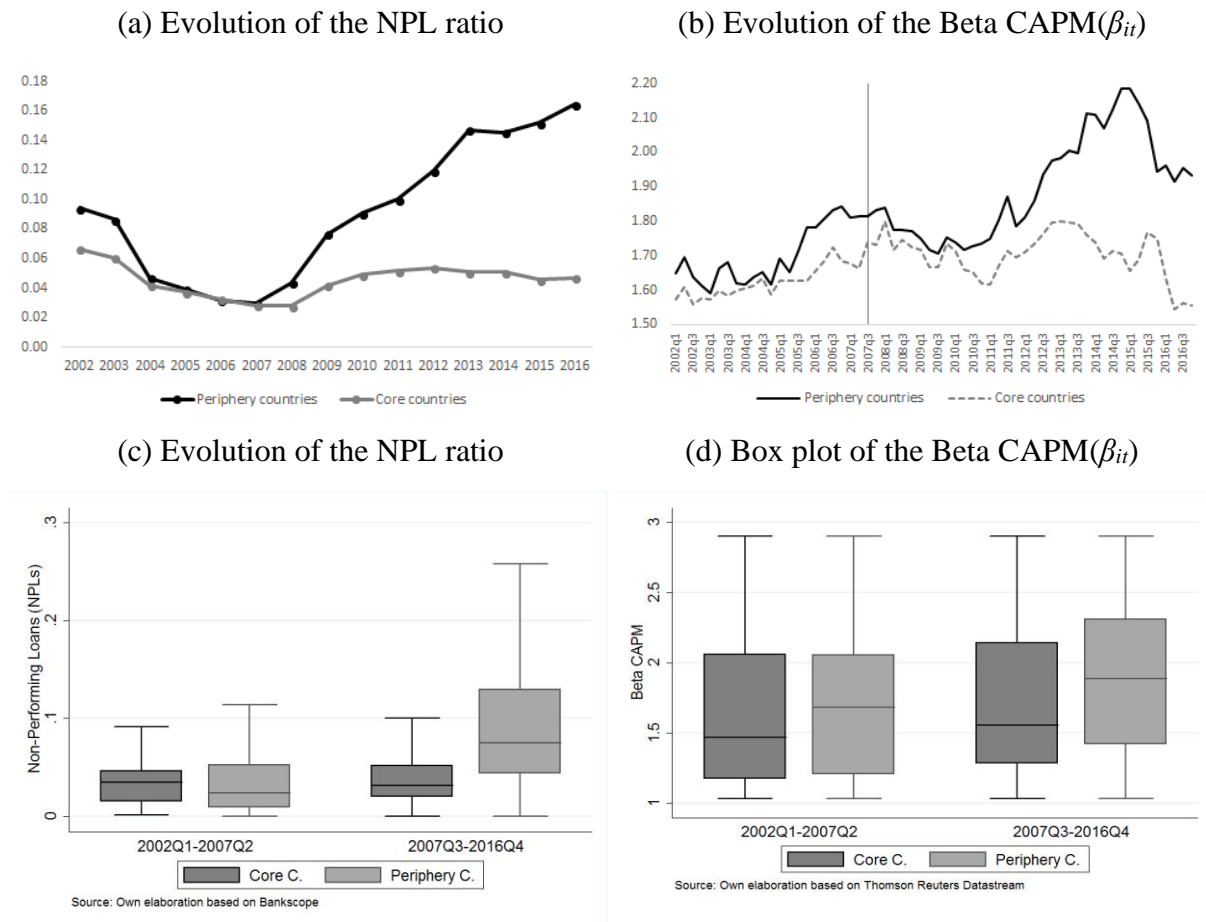 (a) Evolution of the NPL ratio
0.18
0.16
0.14
0.12
0.10
0.08
0.06
0.04
0.02
0.00
2002 2003 2004 2005 2006 2007 2008 2009 2010 2011 2012 2013 2014 2015 2016
Periphery countries Core countries
(b) Evolution of the Beta CAPM(βit)
2.20
2.10
2.00
1.90
1.80
1.70
1.60
1.50
2002q1 2002q3 2003q1 2003q3 2004q1 2004q3 2005q1 2005q3 2006q1 2006q3 2007q1 2007q3 2008q1 2008q3 2009q1 2009q3 2010q1 2010q3 2011q1 2011q3 2012q1 2012q3 2013q1 2013q3 2014q1 2014q3 2015q1 2015q3 2016q1 2016q3
Periphery countries Core countries
(c) Evolution of the NPL ratio
Non-Performing Loans (NPLs)
.3
.2
.1
0
2002Q1-2007Q2 2007Q3-2016Q4
Core C. Periphery C.
Source: Own elaboration based on Bankscope
(d) Box plot of the Beta CAPM(βit)
Beta CAPM
3
2.5
2
1.5
1
2002Q1-2007Q2 2007Q3-2016Q4
Core C. Periphery C.
Source: Own elaboration based on Thomson Reuters Datastream